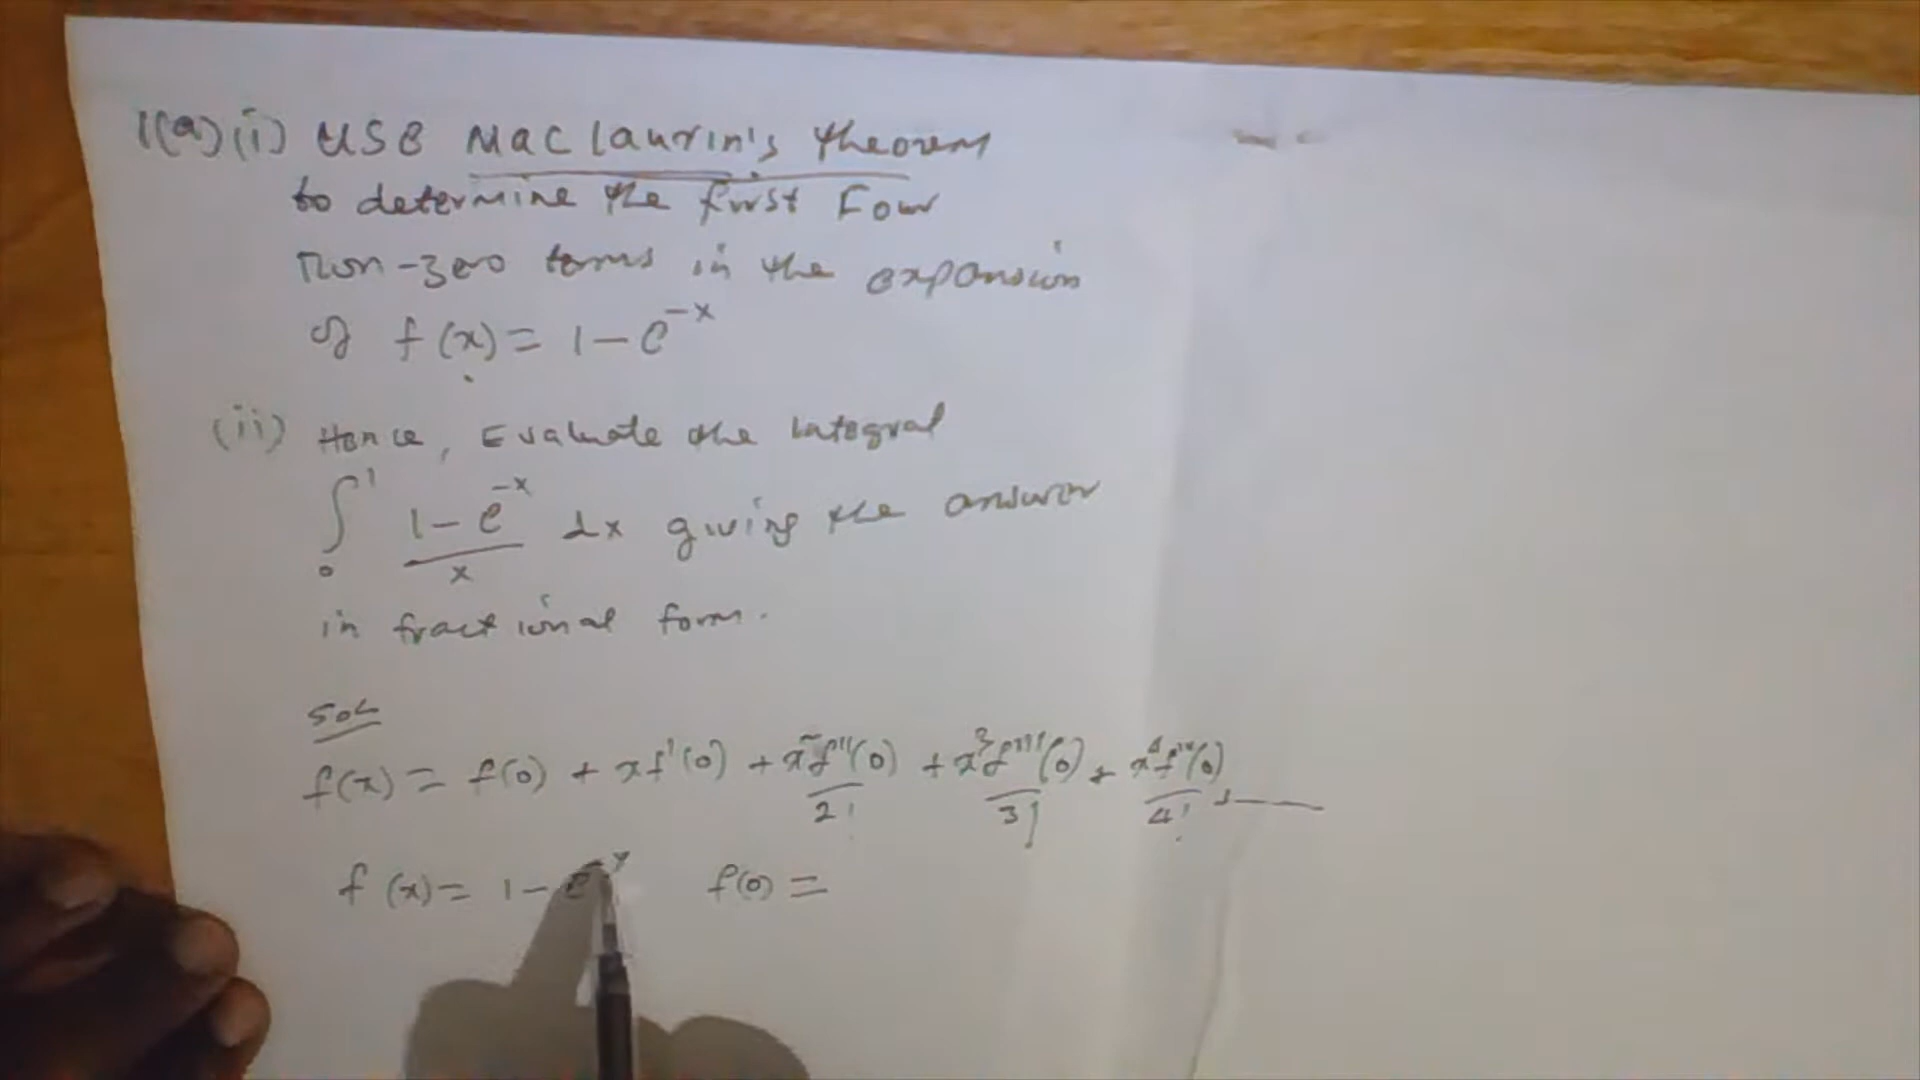 1(a)(i) USE MacLaurin's theorem
to determine the first Four
Non-zero terms in the expansion
of f(x) = 1 - e^-x
(ii) Hence, Evaluate the integral
∫₀¹ (1 - e^-x)/x dx giving the answer
in fractional form.
Sol
f(x) = f(0) + xf'(0) + x²f''(0)/2! + x³f'''(0)/3! + x⁴f''''(0)/4! + ----
f(x) = 1 - e^-x    f(0) =